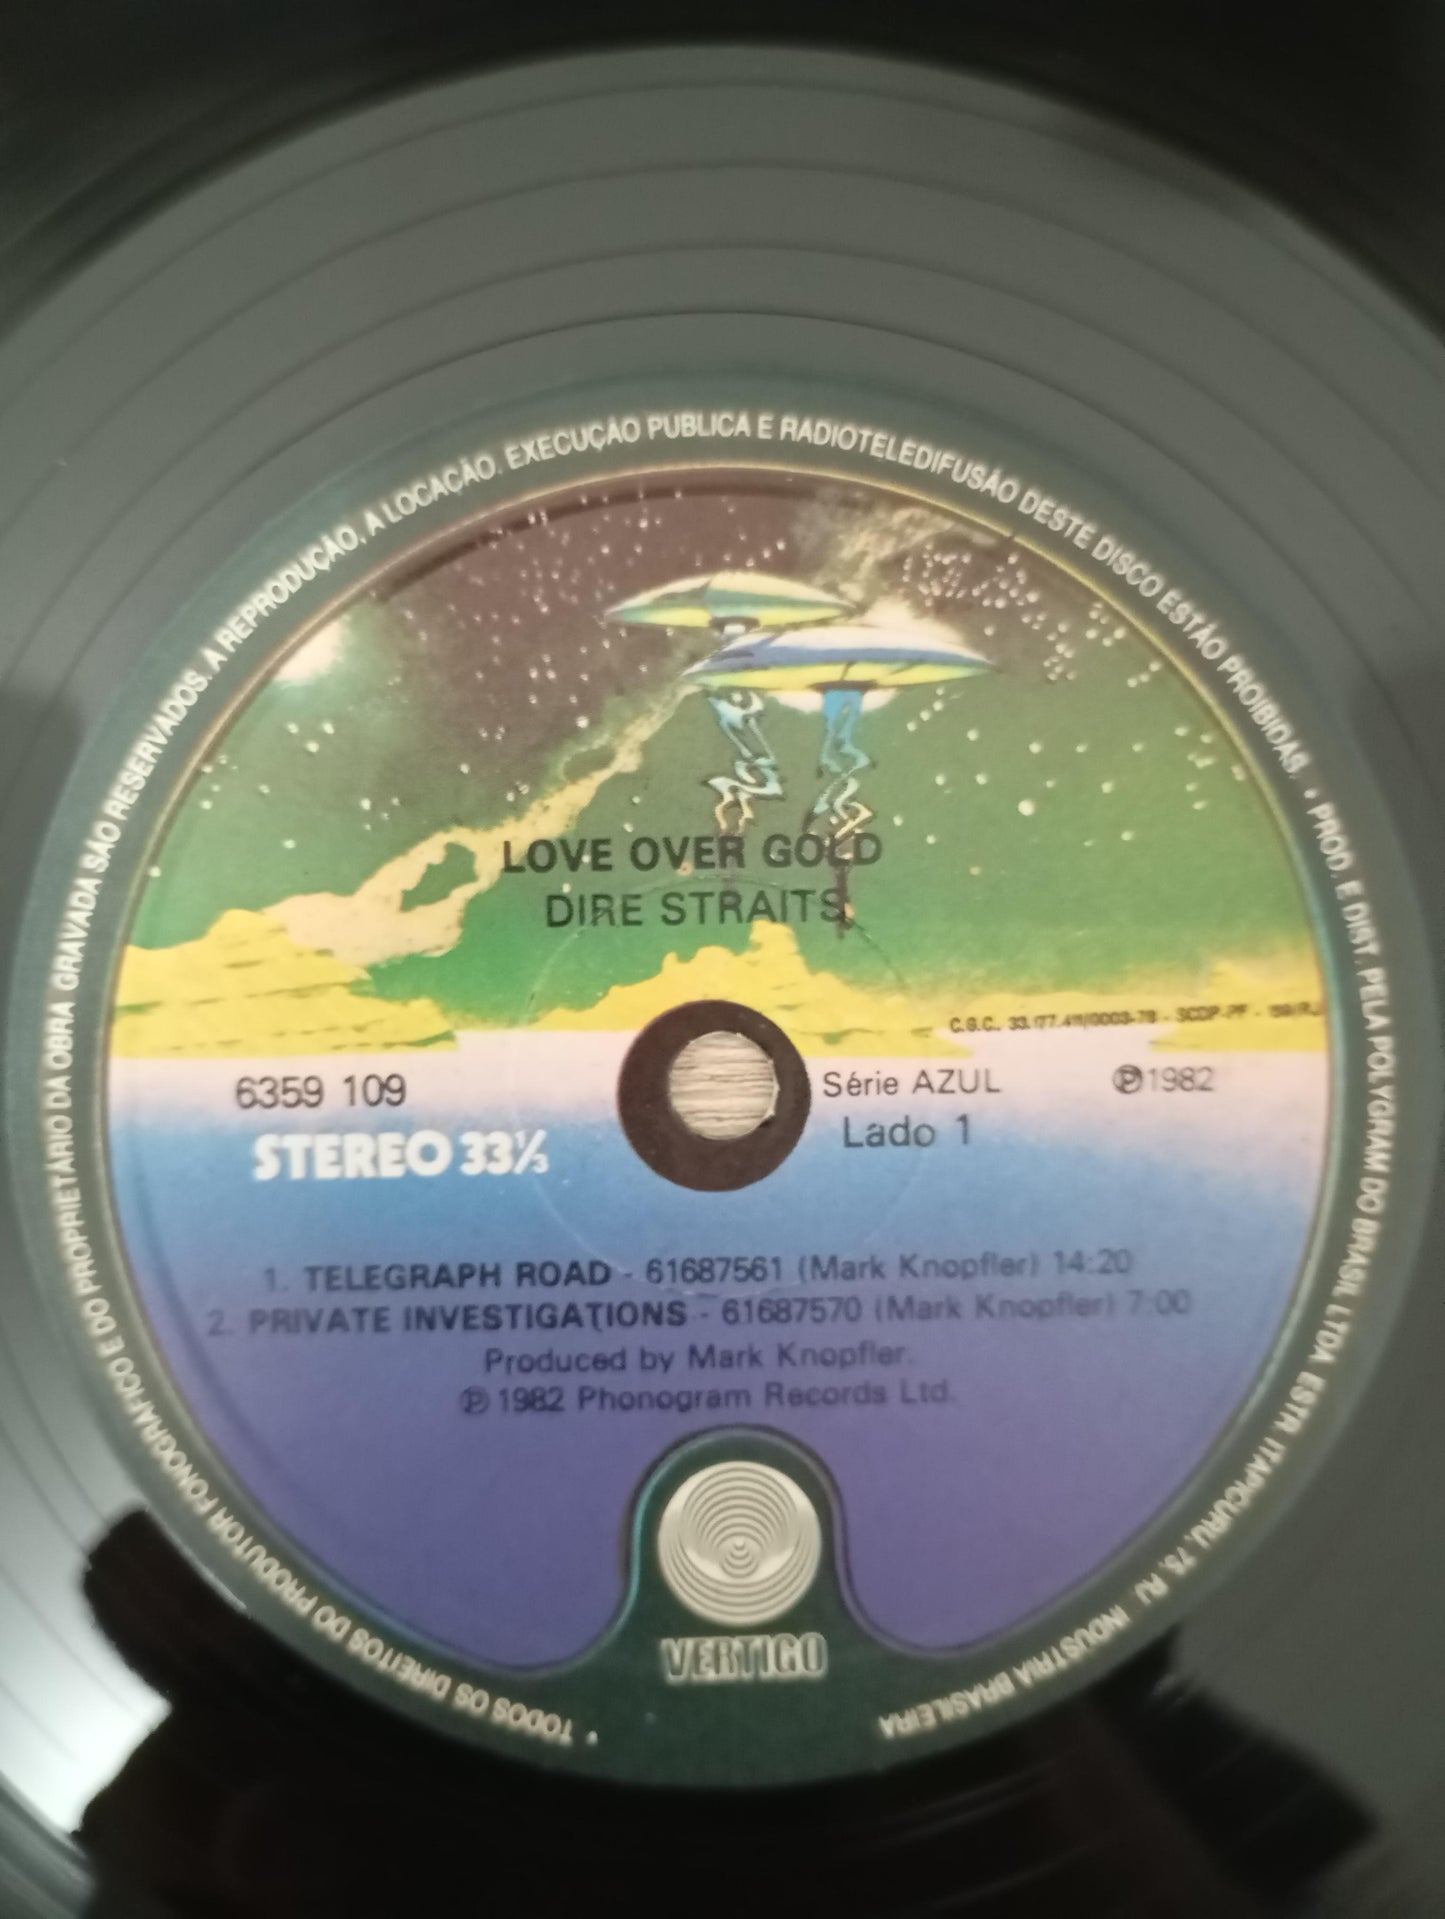 TODOS OS DIREITOS DO PRODUTOR FONOGRÁFICO E DO PROPRIETÁRIO DA OBRA GRAVADA SÃO RESERVADOS. A REPRODUÇÃO, A LOCAÇÃO, EXECUÇÃO PUBLICA E RADIOTELEDIFUSÃO DESTE DISCO ESTÃO PROIBIDAS. • PROD. E DIST. PELA POLYGRAM DO BRASIL LTDA ESTR. ITAPICURU, 75, RJ INDUSTRIA BRASILEIRA
LOVE OVER GOLD
DIRE STRAITS
C.G.C.
6359 109
Série AZUL
℗1982
STEREO 33⅓
Lado 1
1. TELEGRAPH ROAD - 61687561 (Mark Knopfler) 14:20
2. PRIVATE INVESTIGATIONS - 61687570 (Mark Knopfler) 7:00
Produced by Mark Knopfler.
℗ 1982 Phonogram Records Ltd.
VERTIGO